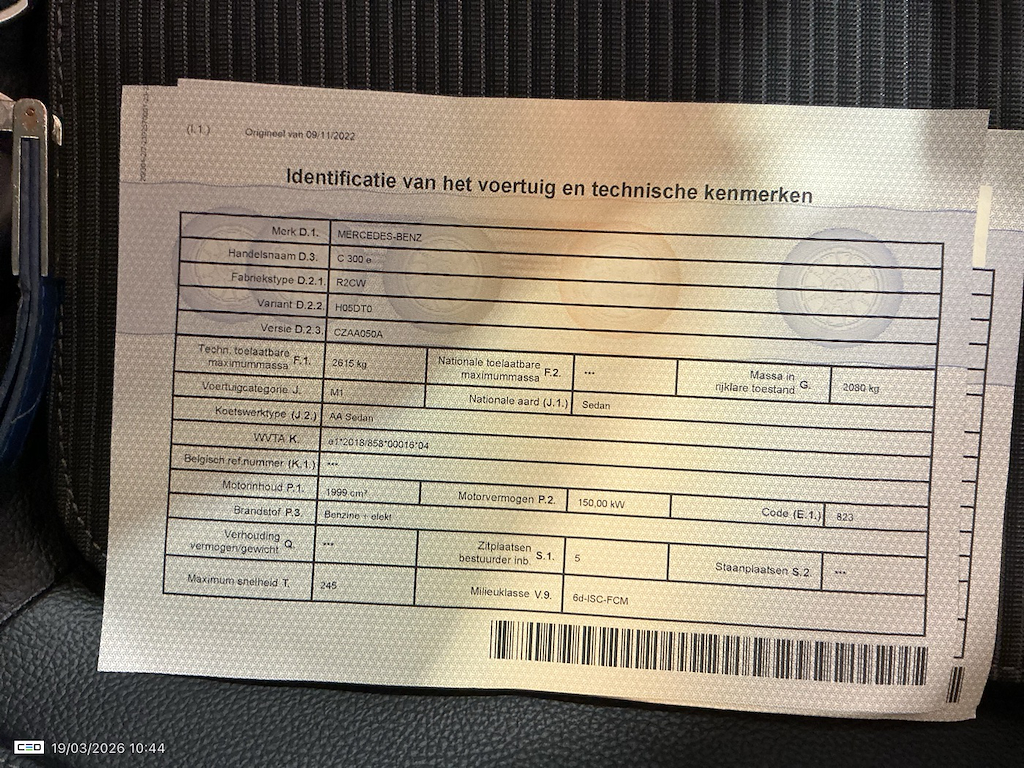 (I.1.) Origineel van 09/11/2022
Identificatie van het voertuig en technische kenmerken
Merk D.1. MERCEDES-BENZ
Handelsnaam D.3. C 300 e
Fabriekstype D.2.1. R2CW
Variant D.2.2. H05DT0
Versie D.2.3. CZAA050A
Techn. toelaatbare maximummassa F.1. 2615 kg Nationale toelaatbare maximummassa F.2. *** Massa in rijklare toestand G. 2080 kg
Voertuigcategorie J. M1 Nationale aard (J.1.) Sedan
Koetswerktype (J.2.) AA Sedan
WVTA K. e1*2018/858*00016*04
Belgisch ref.nummer (K.1.) ***
Motorinhoud P.1. 1999 cm³ Motorvermogen P.2. 150,00 kW Code (E.1.) 823
Brandstof P.3. Benzine + elekt
Verhouding vermogen/gewicht Q. *** Zitplaatsen bestuurder inb. S.1. 5 Staanplaatsen S.2. ***
Maximum snelheid T. 245 Milieuklasse V.9. 6d-ISC-FCM
CEO 19/03/2026 10:44